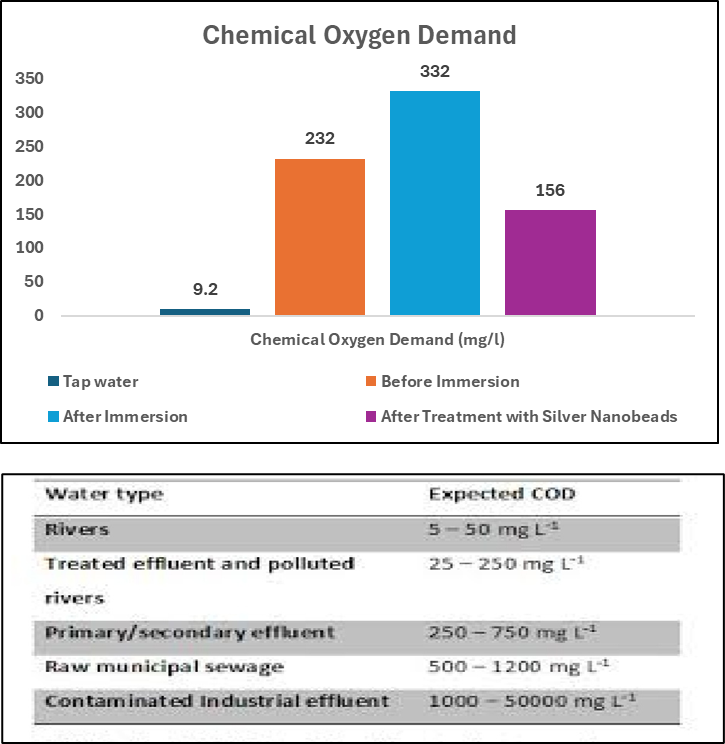 Chemical Oxygen Demand
350
300
250
200
150
100
50
0
9.2
232
332
156
Chemical Oxygen Demand (mg/l)
Tap water
Before Immersion
After Immersion
After Treatment with Silver Nanobeads
Water type Expected COD
Rivers 5 – 50 mg L⁻¹
Treated effluent and polluted 25 – 250 mg L⁻¹
rivers
Primary/secondary effluent 250 – 750 mg L⁻¹
Raw municipal sewage 500 – 1200 mg L⁻¹
Contaminated Industrial effluent 1000 – 50000 mg L⁻¹